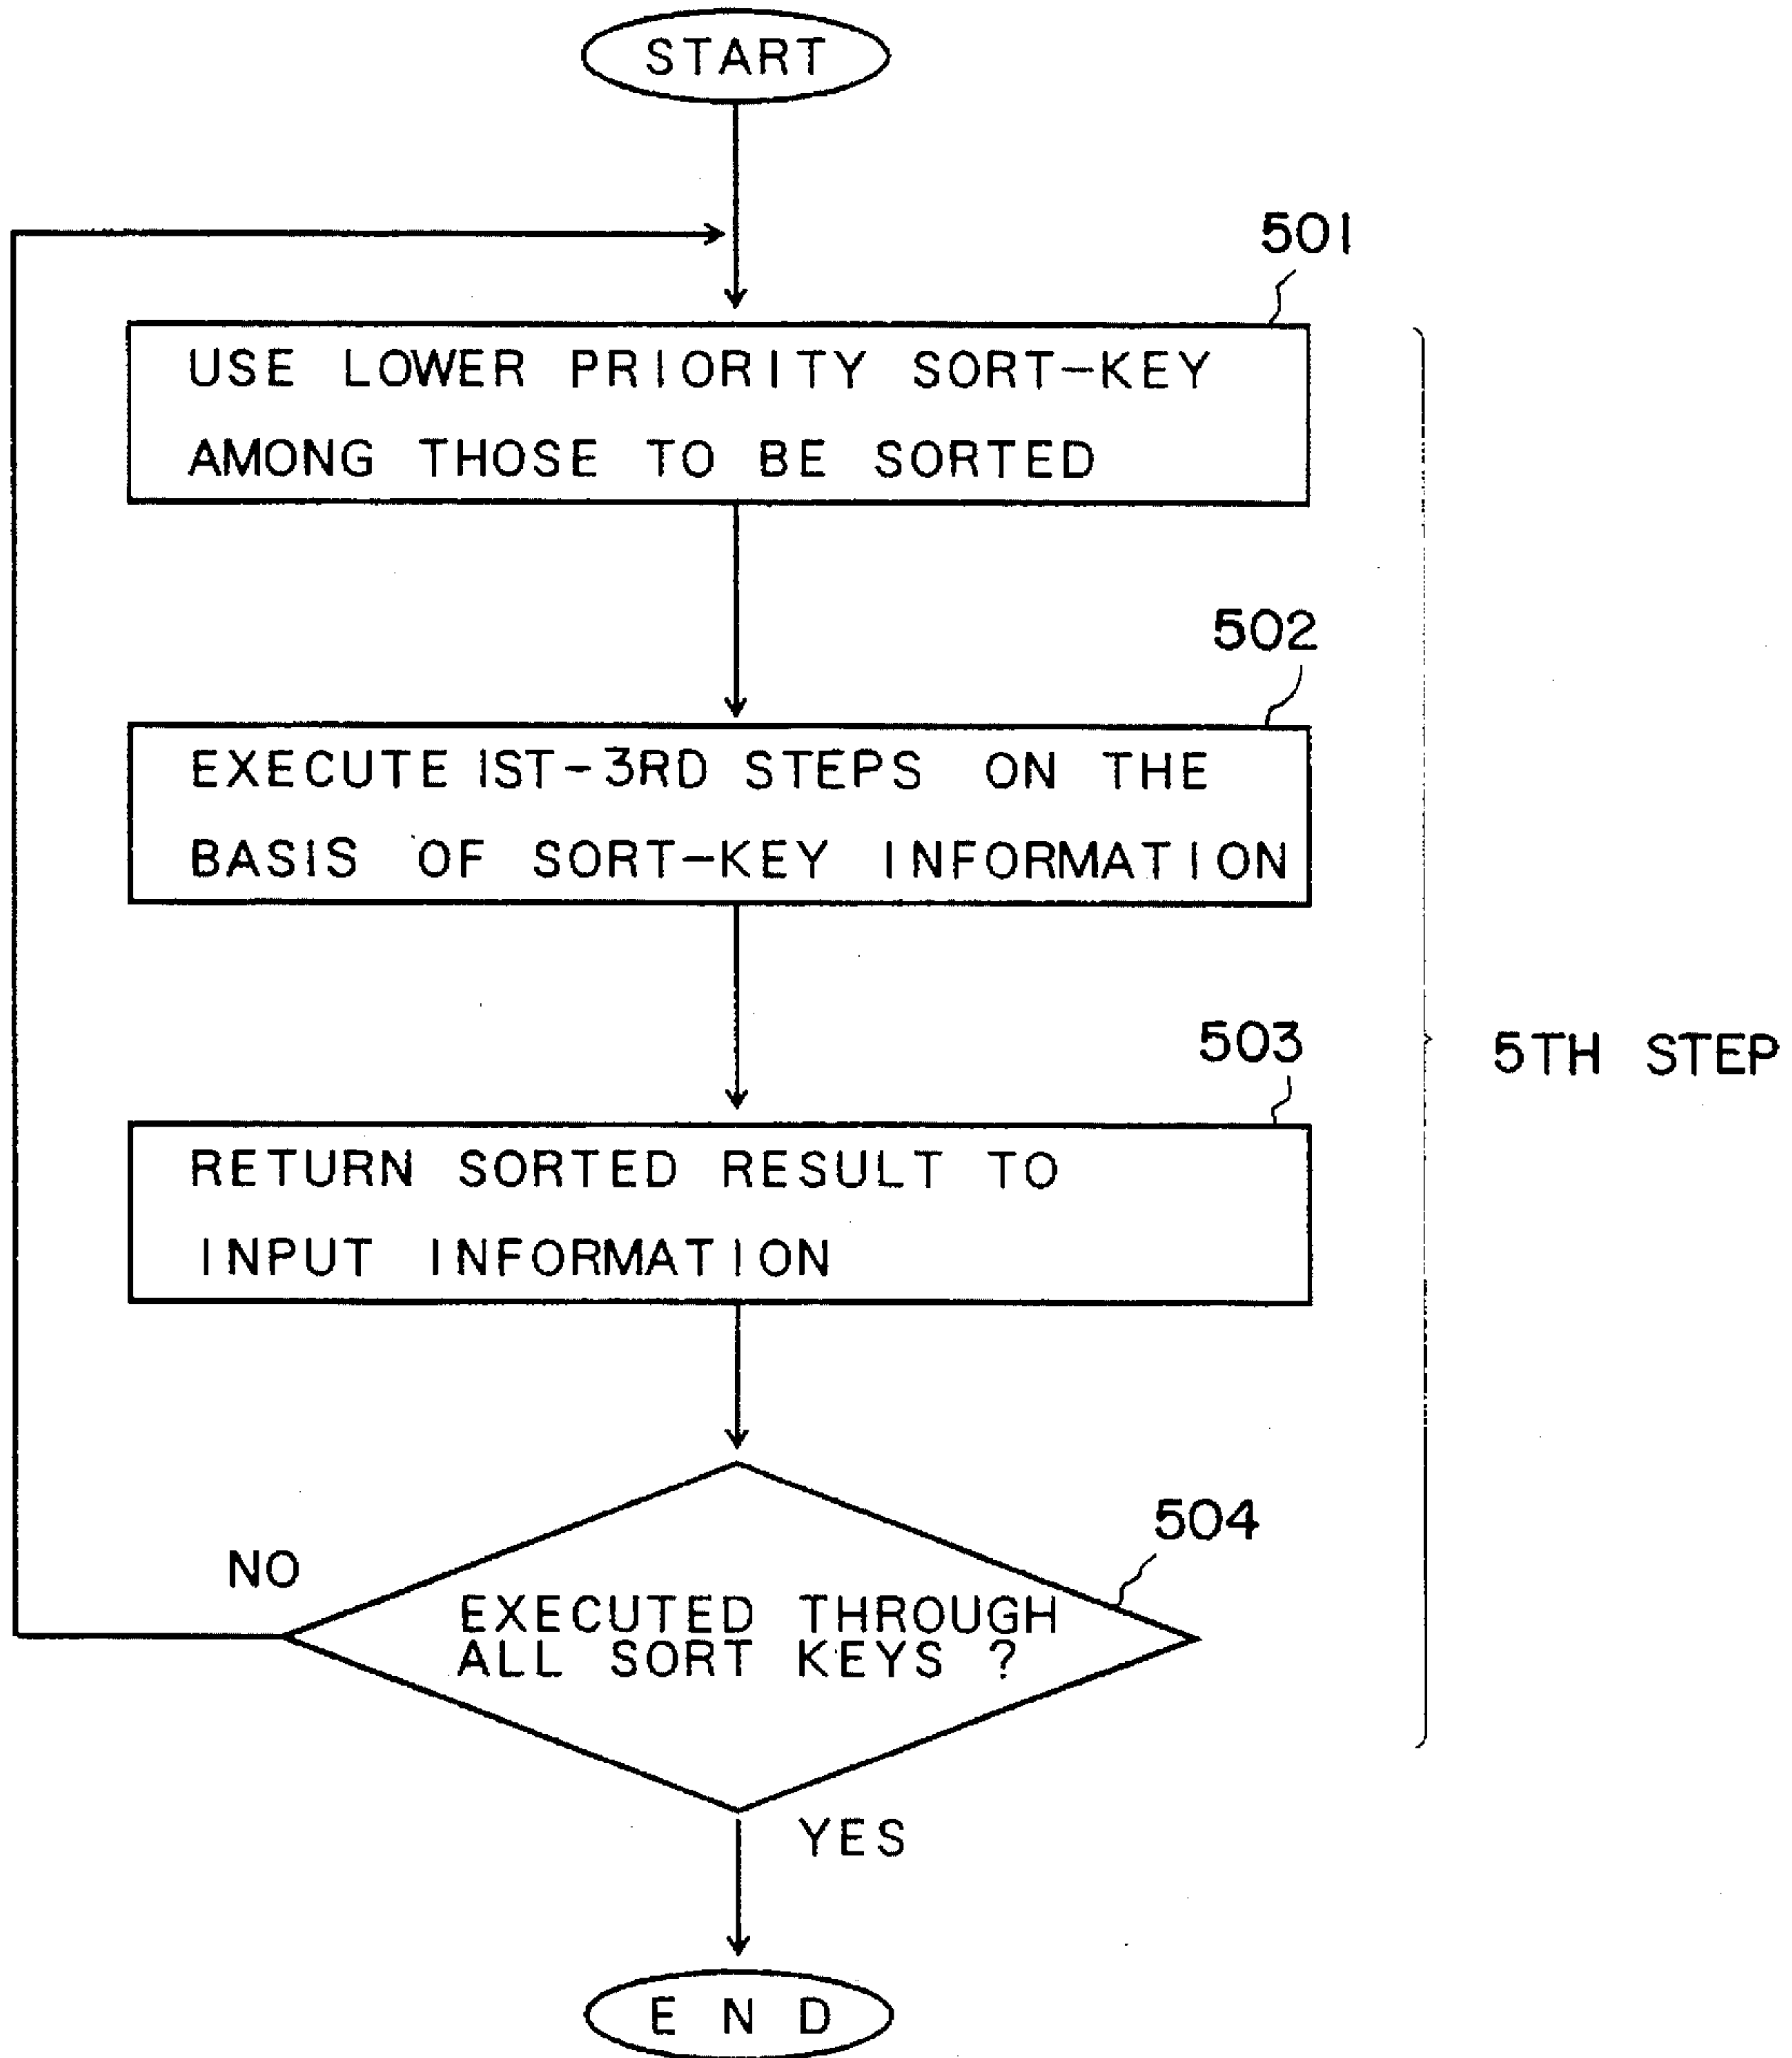 START
501
USE LOWER PRIORITY SORT-KEY
AMONG THOSE TO BE SORTED
502
EXECUTE 1ST-3RD STEPS ON THE
BASIS OF SORT-KEY INFORMATION
503
5TH STEP
RETURN SORTED RESULT TO
INPUT INFORMATION
504
NO
EXECUTED THROUGH
ALL SORT KEYS ?
YES
END